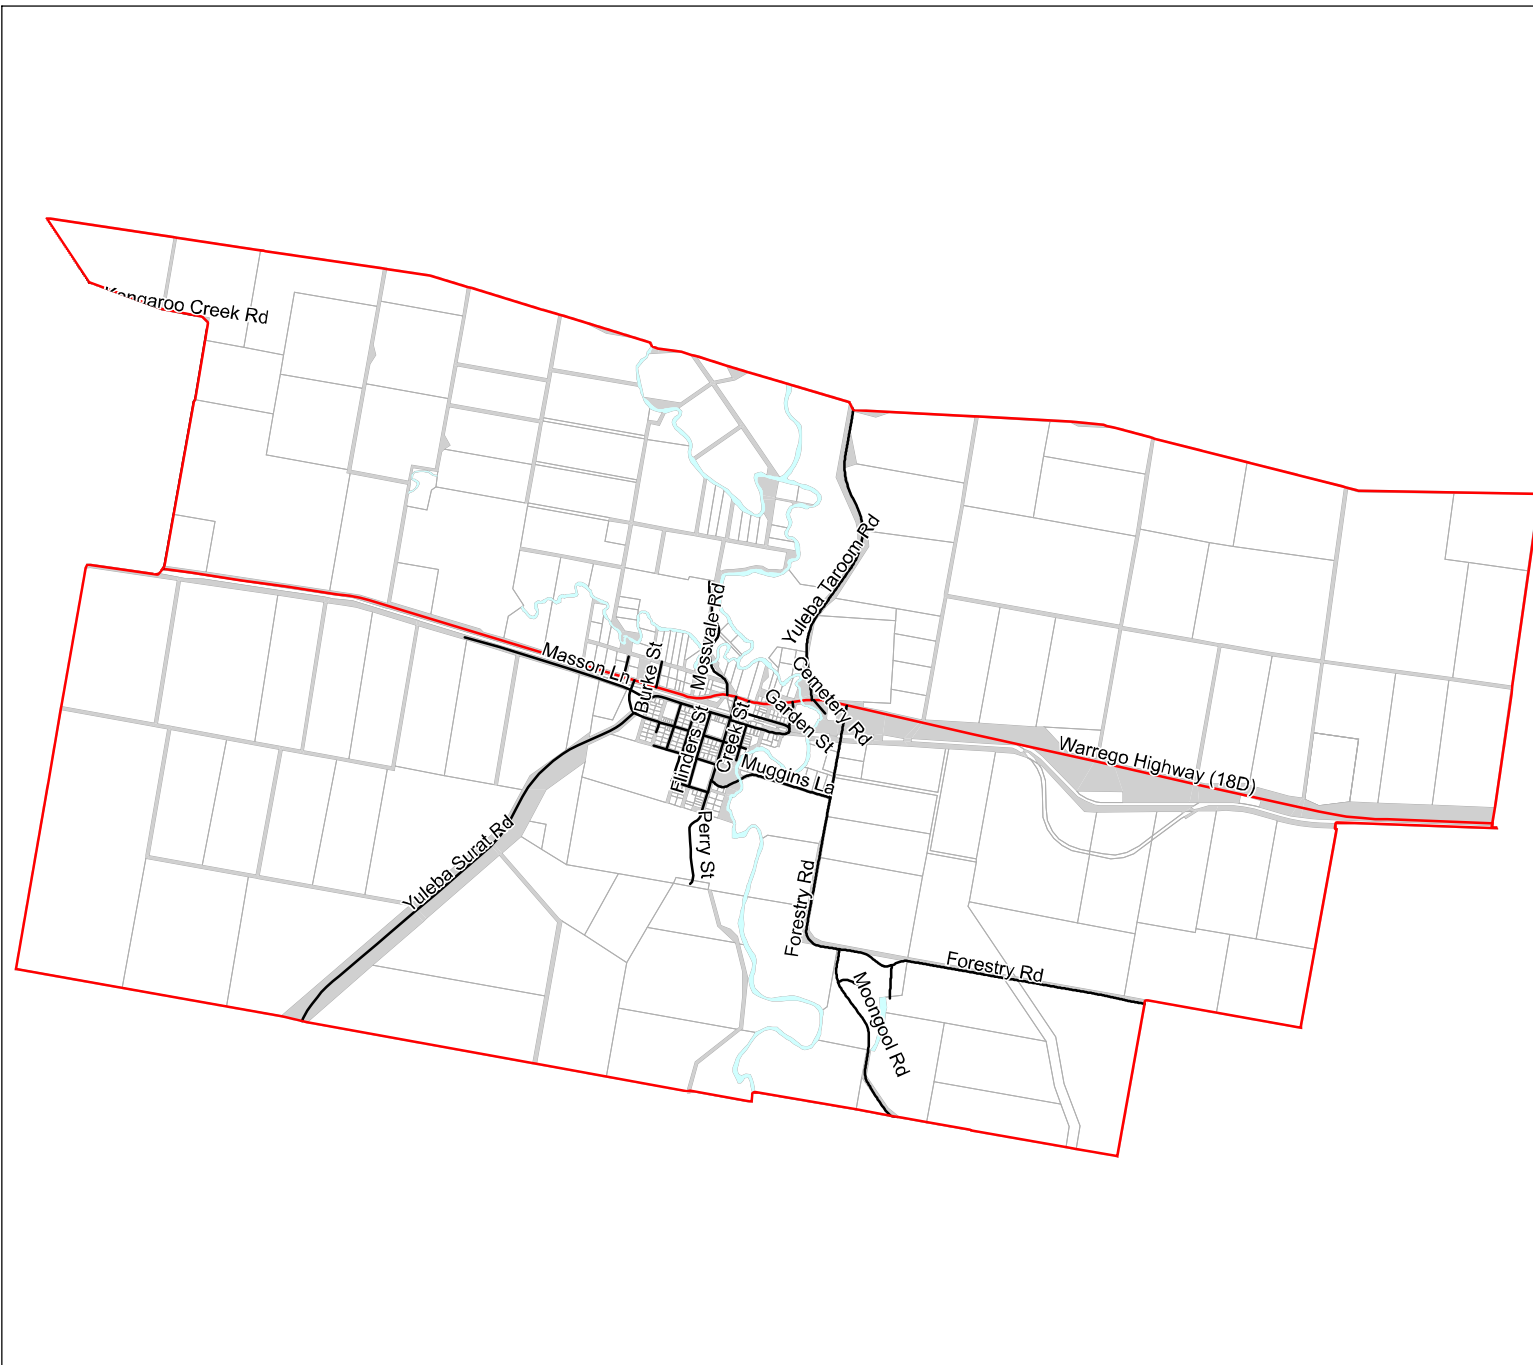 Kangaroo Creek Rd
Yuleba Taroom Rd
Mossvale Rd
Masson Ln
Burke St
Cemetery Rd
Garden St
Flinders St
Creek St
Muggins La
Warrego Highway (18D)
Perry St
Yuleba Surat Rd
Forestry Rd
Forestry Rd
Moongool Rd